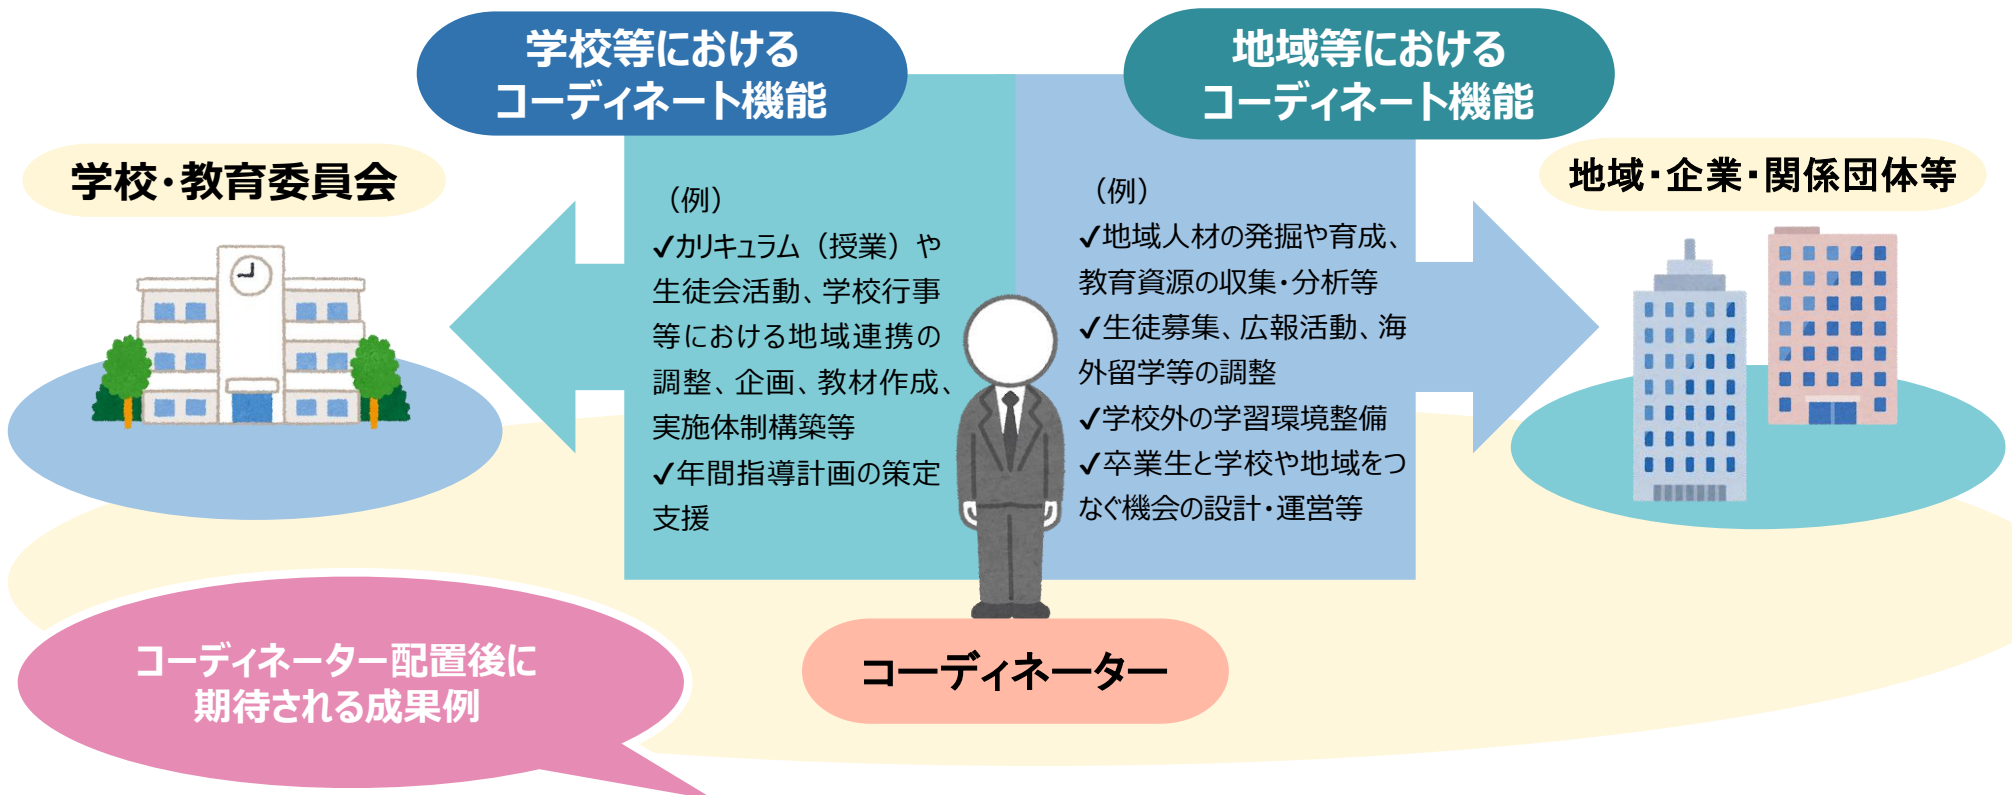 学校等における
コーディネート機能
地域等における
コーディネート機能
学校・教育委員会
（例）
✓カリキュラム（授業）や
生徒会活動、学校行事
等における地域連携の
調整、企画、教材作成、
実施体制構築等
✓年間指導計画の策定
支援
（例）
✓地域人材の発掘や育成、
教育資源の収集・分析等
✓生徒募集、広報活動、海
外留学等の調整
✓学校外の学習環境整備
✓卒業生と学校や地域をつ
なぐ機会の設計・運営等
地域・企業・関係団体等
コーディネーター
コーディネーター配置後に
期待される成果例